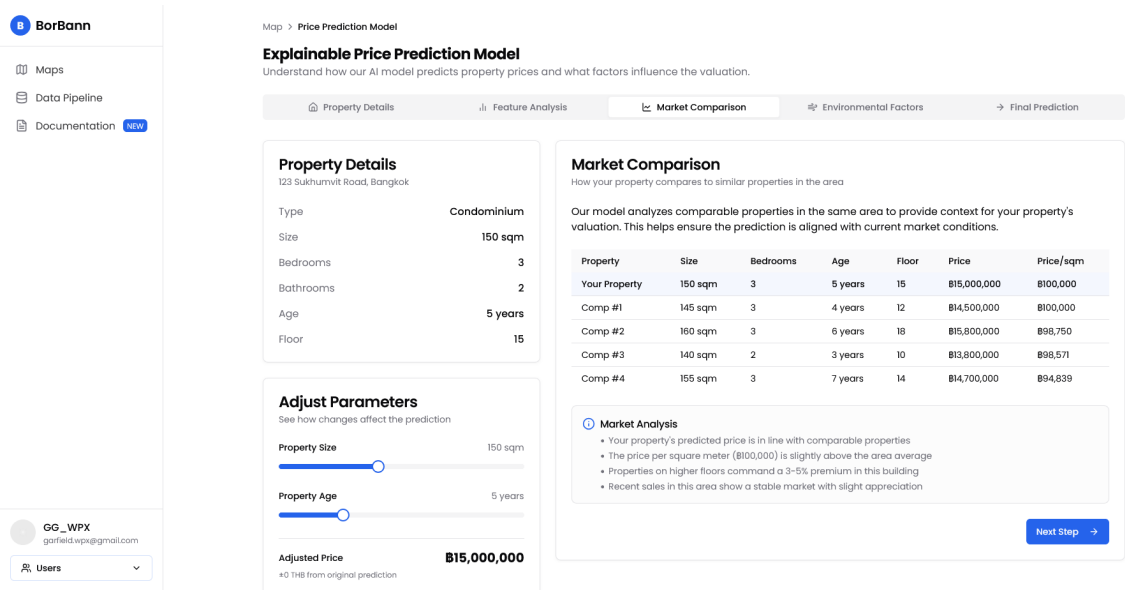 B BorBann
Maps
Data Pipeline
Documentation NEW
GG_WPX
garfield.wpx@gmail.com
Users
Map > Price Prediction Model
Explainable Price Prediction Model
Understand how our AI model predicts property prices and what factors influence the valuation.
Property Details Feature Analysis Market Comparison Environmental Factors Final Prediction
Property Details
123 Sukhumvit Road, Bangkok
Type Condominium
Size 150 sqm
Bedrooms 3
Bathrooms 2
Age 5 years
Floor 15
Adjust Parameters
See how changes affect the prediction
Property Size 150 sqm
Property Age 5 years
Adjusted Price ฿15,000,000
±0 THB from original prediction
Market Comparison
How your property compares to similar properties in the area
Our model analyzes comparable properties in the same area to provide context for your property's
valuation. This helps ensure the prediction is aligned with current market conditions.
Property Size Bedrooms Age Floor Price Price/sqm
Your Property 150 sqm 3 5 years 15 ฿15,000,000 ฿100,000
Comp #1 145 sqm 3 4 years 12 ฿14,500,000 ฿100,000
Comp #2 160 sqm 3 6 years 18 ฿15,800,000 ฿98,750
Comp #3 140 sqm 2 3 years 10 ฿13,800,000 ฿98,571
Comp #4 155 sqm 3 7 years 14 ฿14,700,000 ฿94,839
Market Analysis
• Your property's predicted price is in line with comparable properties
• The price per square meter (฿100,000) is slightly above the area average
• Properties on higher floors command a 3-5% premium in this building
• Recent sales in this area show a stable market with slight appreciation
Next Step →